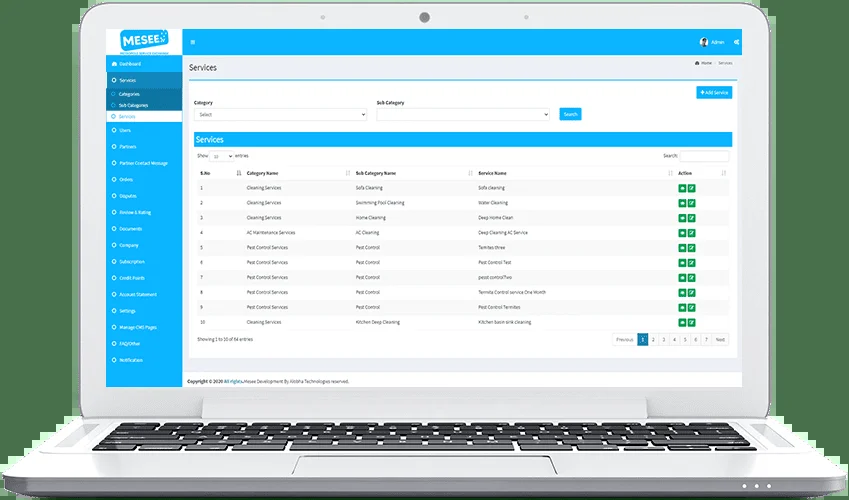 MESEE
Admin
Dashboard
Services
Categories
Sub Categories
Services
Users
Partners
Partner Contact Message
Orders
Disputes
Review & Rating
Documents
Company
Subscription
Credit Points
Account Statement
Settings
Manage CMS Pages
FAQ/Other
Notification
Services
Home / Services
+ Add Service
Category
Sub Category
Select
Search
Services
Show 10 entries
Search:
S.No Category Name Sub Category Name Service Name Action
1 Cleaning Services Sofa Cleaning Sofa cleaning
2 Cleaning Services Swimming Pool Cleaning Water Cleaning
3 Cleaning Services Home Cleaning Deep Home Clean
4 AC Maintenance Services AC Cleaning Deep Cleaning AC Service
5 Pest Control Services Pest Control Temites three
6 Pest Control Services Pest Control Pest Control Test
7 Pest Control Services Pest Control pesst controlTwo
8 Pest Control Services Pest Control Termita Control service One Month
9 Pest Control Services Pest Control Pest Control Termites
10 Cleaning Services Kitchen Deep Cleaning Kitchen basin sink cleaning
Showing 1 to 10 of 64 entries
Previous 1 2 3 4 5 6 7 Next
Copyright © 2020 All rights.Mesee Development By Alobha Technologies reserved.